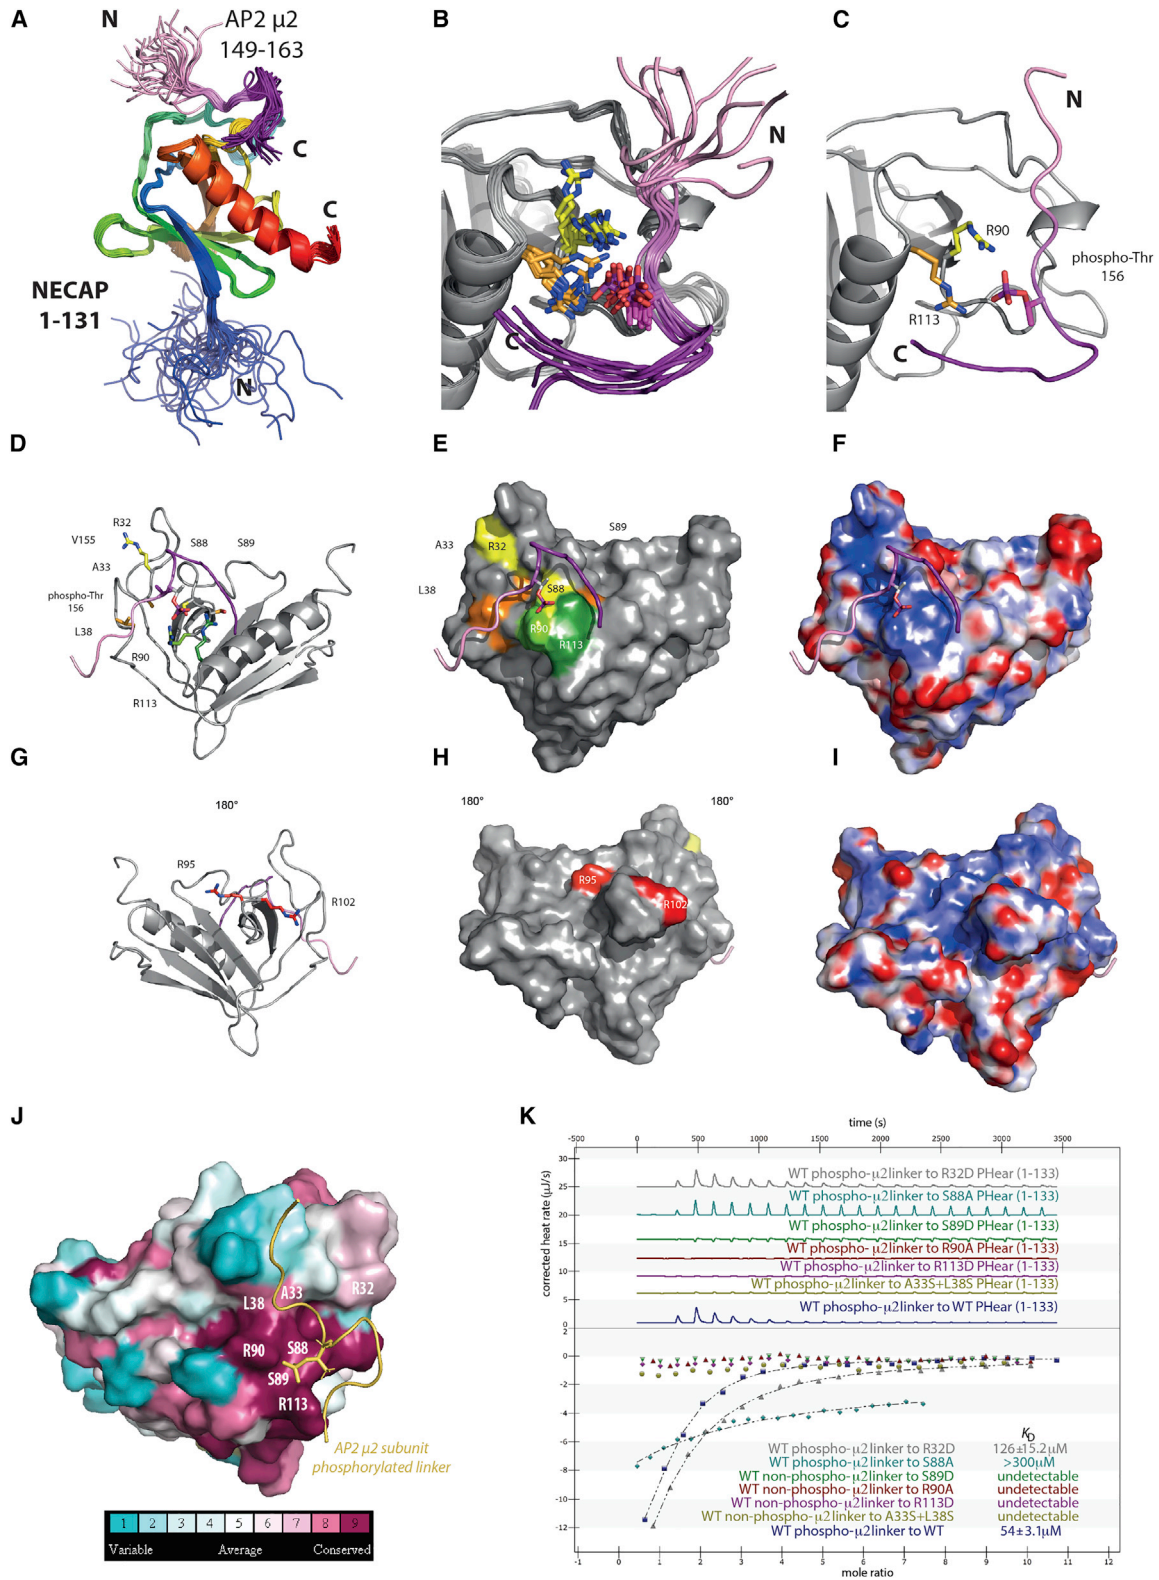 A
N
AP2 μ2
149-163
C
C
NECAP
1-131
N
B
N
C
C
N
R90
phospho-Thr
156
R113
C
D
R32
V155
S88
S89
A33
phospho-Thr
156
L38
R90
R113
E
S89
A33
R32
L38
S88
R90
R113
F
G
180°
R95
R102
H
180°
180°
R95
R102
I
J
L38
A33
R32
R90
S88
S89
R113
AP2 μ2 subunit
phosphorylated linker
1 2 3 4 5 6 7 8 9
Variable Average Conserved
K
time (s)
-500 0 500 1000 1500 2000 2500 3000 3500
corrected heat rate (μJ/s)
30
25
20
15
10
5
0
WT phospho-μ2linker to R32D PHear (1-133)
WT phospho-μ2linker to S88A PHear (1-133)
WT phospho-μ2linker to S89D PHear (1-133)
WT phospho-μ2linker to R90A PHear (1-133)
WT phospho-μ2linker to R113D PHear (1-133)
WT phospho-μ2linker to A33S+L38S PHear (1-133)
WT phospho-μ2linker to WT PHear (1-133)
2
0
-2
-4
-6
-8
-10
-12
KD
WT phospho-μ2linker to R32D 126±15.2μM
WT phospho-μ2linker to S88A >300μM
WT non-phospho-μ2linker to S89D undetectable
WT non-phospho-μ2linker to R90A undetectable
WT non-phospho-μ2linker to R113D undetectable
WT non-phospho-μ2linker to A33S+L38S undetectable
WT phospho-μ2linker to WT 54±3.1μM
-1 0 1 2 3 4 5 6 7 8 9 10 11 12
mole ratio